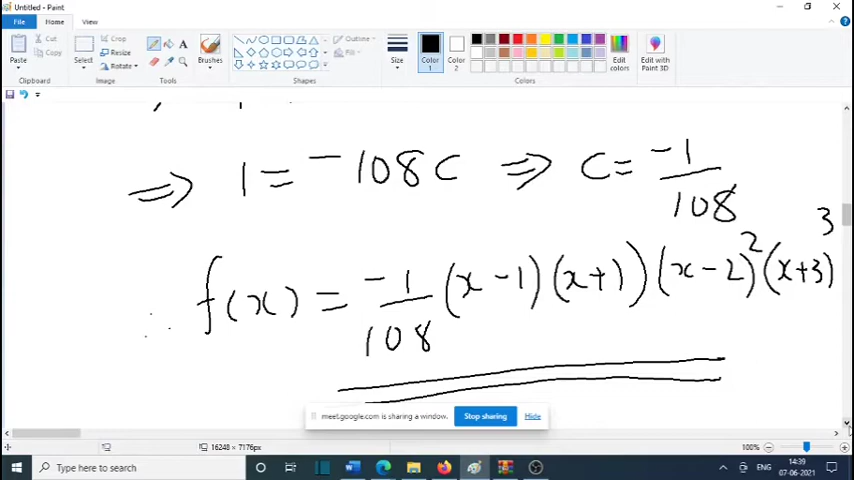 Untitled - Paint
File Home View
Paste Cut Copy
Clipboard
Select Crop Resize Rotate
Image
Tools
Brushes
Shapes
Outline Fill
Size
Color 1 Color 2
Edit colors
Colors
Edit with Paint 3D
⇒ 1 = -108C ⇒ C = -1/108
∴ f(x) = -1/108 (x-1)(x+1)(x-2)²(x+3)³
meet.google.com is sharing a window. Stop sharing Hide
16248 × 7176px 100%
Type here to search ENG 14:39
07-06-2021